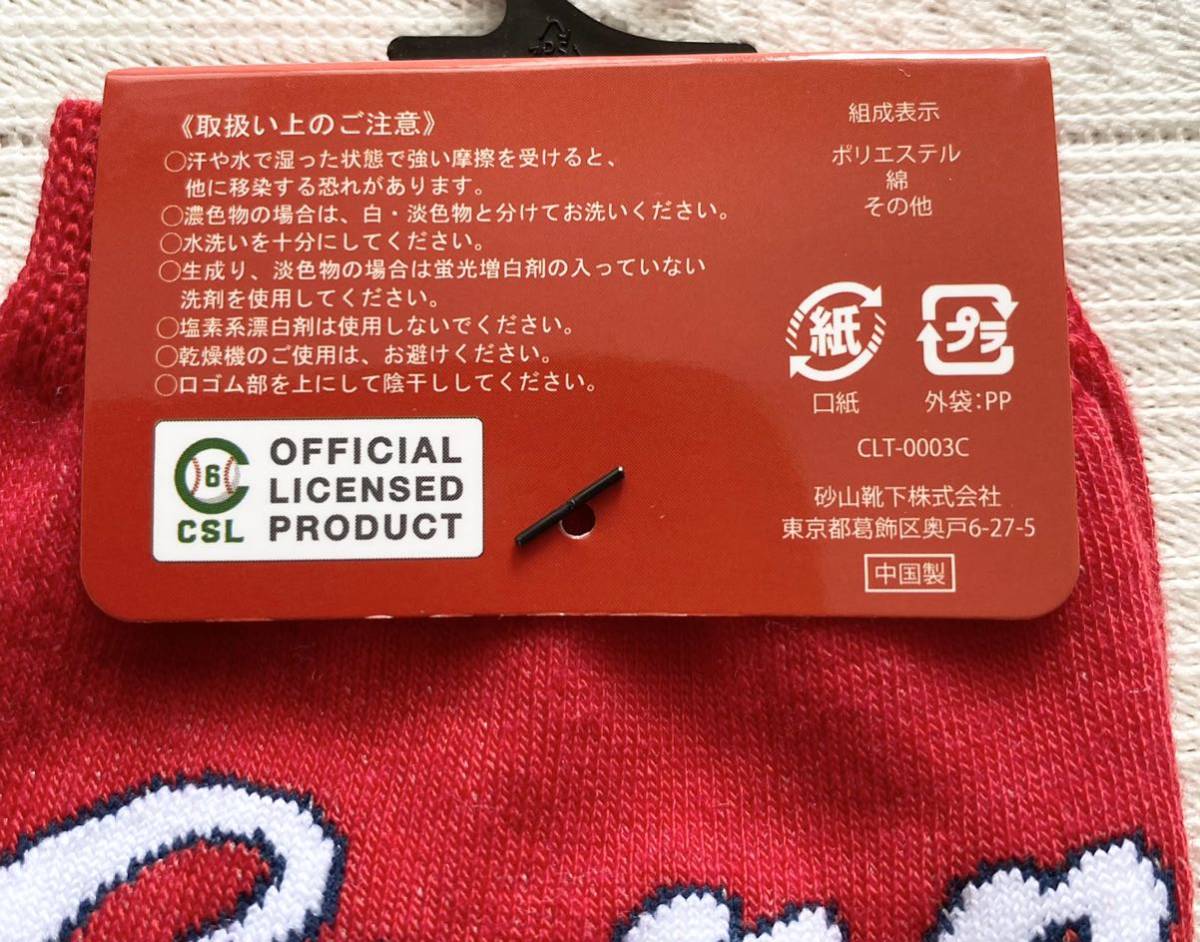 《取扱い上のご注意》
○汗や水で湿った状態で強い摩擦を受けると、
他に移染する恐れがあります。
○濃色物の場合は、白・淡色物と分けてお洗いください。
○水洗いを十分にしてください。
○生成り、淡色物の場合は蛍光増白剤の入っていない
洗剤を使用してください。
○塩素系漂白剤は使用しないでください。
○乾燥機のご使用は、お避けください。
○口ゴム部を上にして陰干ししてください。
6
CSL
OFFICIAL
LICENSED
PRODUCT
組成表示
ポリエステル
綿
その他
紙
プラ
口紙
外袋:PP
CLT-0003C
砂山靴下株式会社
東京都葛飾区奥戸6-27-5
中国製